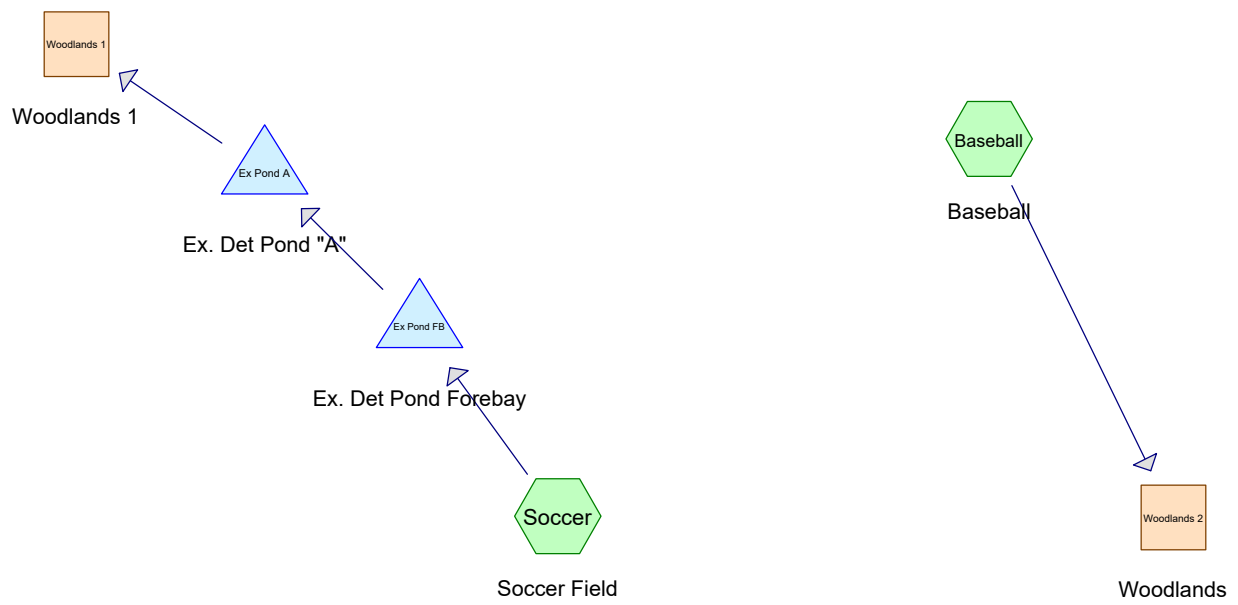 Woodlands 1
Woodlands 1
Ex Pond A
Ex. Det Pond "A"
Ex Pond FB
Ex. Det Pond Forebay
Soccer
Soccer Field
Baseball
Baseball
Woodlands 2
Woodlands